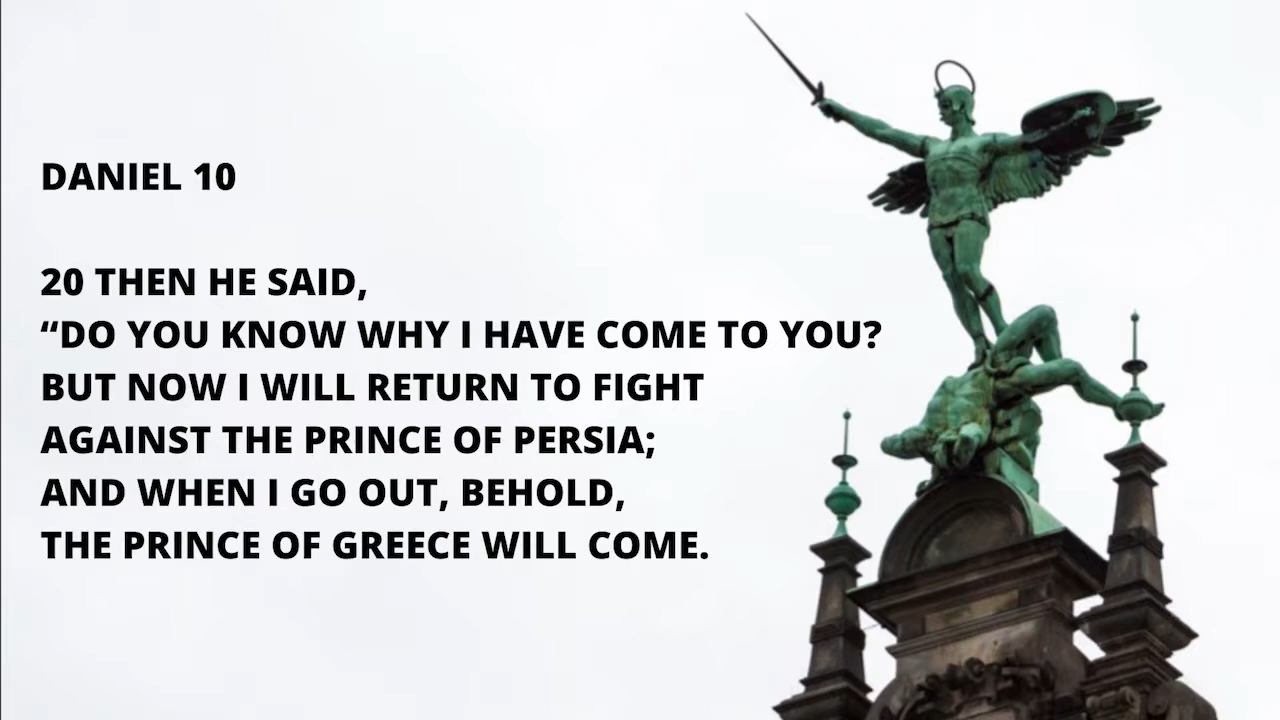 DANIEL 10
20 THEN HE SAID,
“DO YOU KNOW WHY I HAVE COME TO YOU?
BUT NOW I WILL RETURN TO FIGHT
AGAINST THE PRINCE OF PERSIA;
AND WHEN I GO OUT, BEHOLD,
THE PRINCE OF GREECE WILL COME.